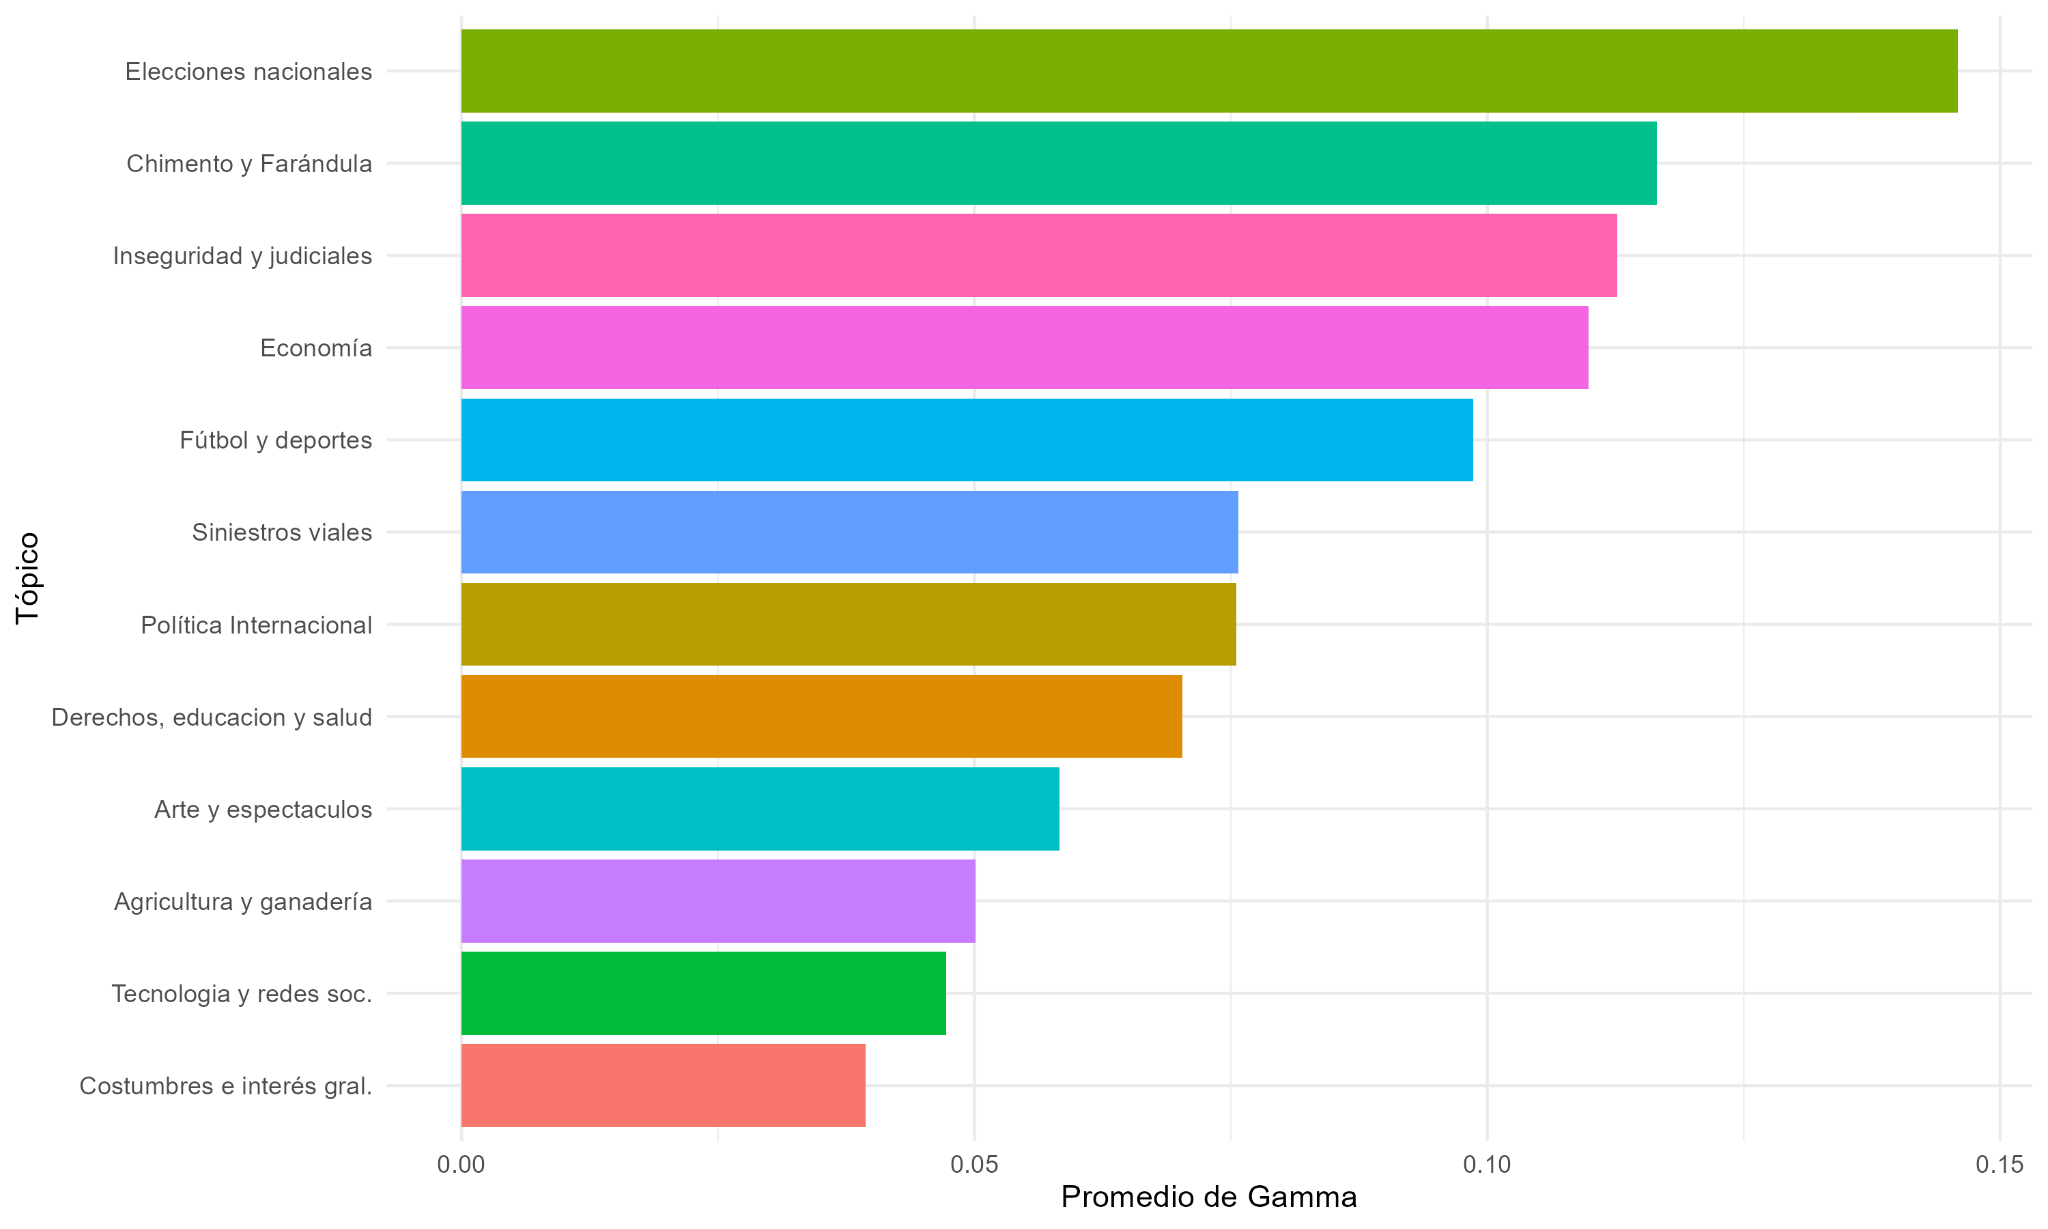 Elecciones nacionales
Chimento y Farándula
Inseguridad y judiciales
Economía
Fútbol y deportes
Siniestros viales
Política Internacional
Derechos, educacion y salud
Arte y espectaculos
Agricultura y ganadería
Tecnologia y redes soc.
Costumbres e interés gral.
Tópico
0.00 0.05 0.10 0.15
Promedio de Gamma